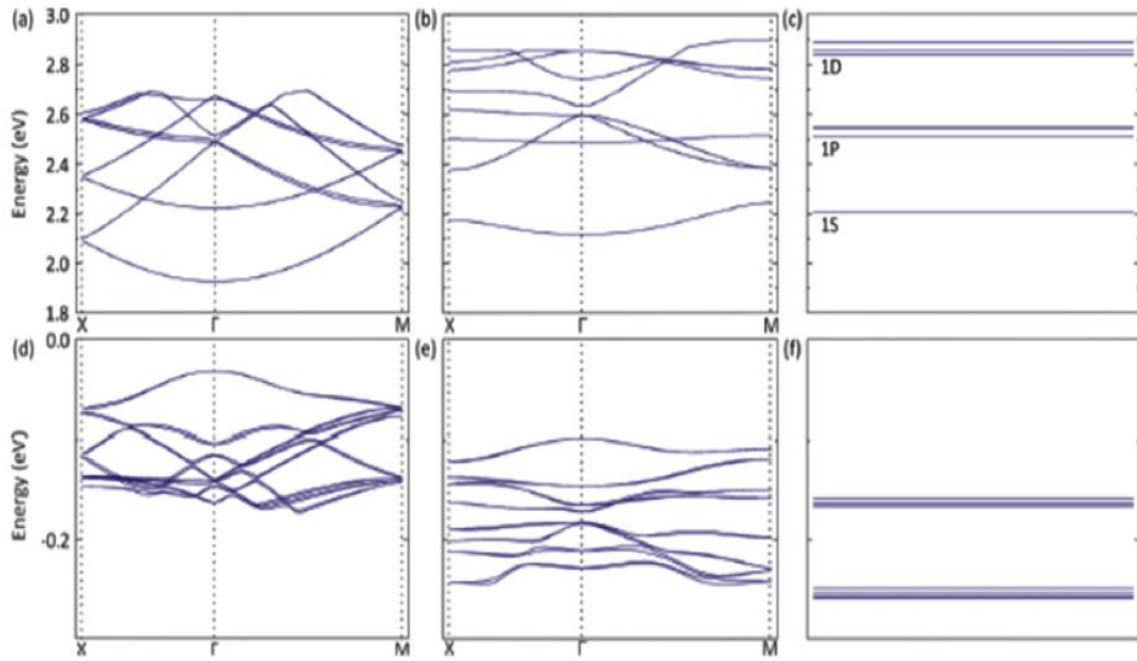 (a) 3.0 (b) (c)
2.8
1D
2.6
1P
Energy (eV)
2.4
2.2
1S
2.0
1.8
X Γ M X Γ M
(d) 0.0 (e) (f)
Energy (eV)
-0.2
X Γ M X Γ M